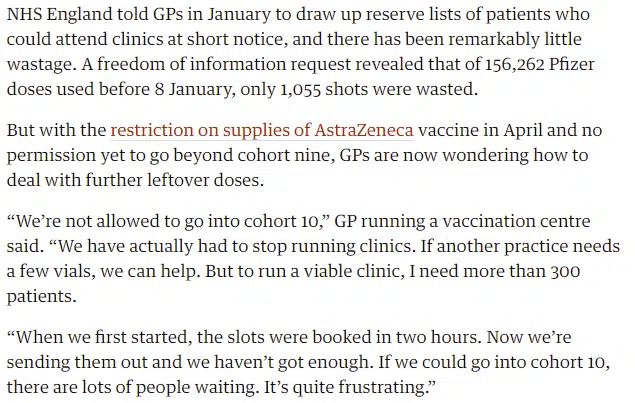 NHS England told GPs in January to draw up reserve lists of patients who
could attend clinics at short notice, and there has been remarkably little
wastage. A freedom of information request revealed that of 156,262 Pfizer
doses used before 8 January, only 1,055 shots were wasted.
But with the restriction on supplies of AstraZeneca vaccine in April and no
permission yet to go beyond cohort nine, GPs are now wondering how to
deal with further leftover doses.
“We’re not allowed to go into cohort 10,” GP running a vaccination centre
said. “We have actually had to stop running clinics. If another practice needs
a few vials, we can help. But to run a viable clinic, I need more than 300
patients.
“When we first started, the slots were booked in two hours. Now we’re
sending them out and we haven’t got enough. If we could go into cohort 10,
there are lots of people waiting. It’s quite frustrating.”